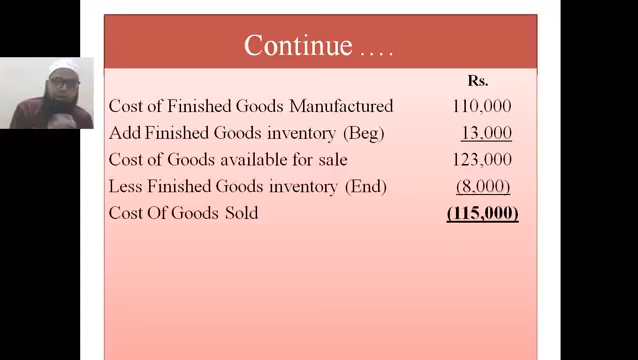 Continue ....
Rs.
Cost of Finished Goods Manufactured 110,000
Add Finished Goods inventory (Beg) 13,000
Cost of Goods available for sale 123,000
Less Finished Goods inventory (End) (8,000)
Cost Of Goods Sold (115,000)